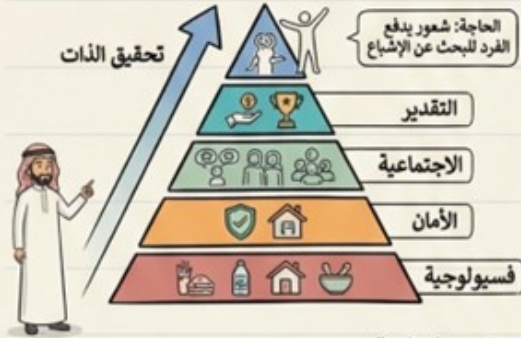 الحاجة: شعور يدفع
الفرد للبحث عن الإشباع
تحقيق الذات
التقدير
الاجتماعية
الأمان
فسيولوجية